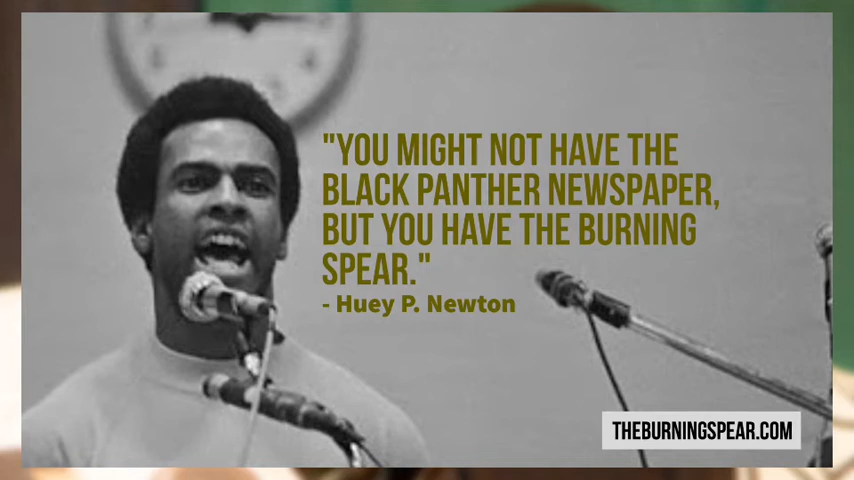 "YOU MIGHT NOT HAVE THE
BLACK PANTHER NEWSPAPER,
BUT YOU HAVE THE BURNING
SPEAR."
- Huey P. Newton
THEBURNINGSPEAR.COM